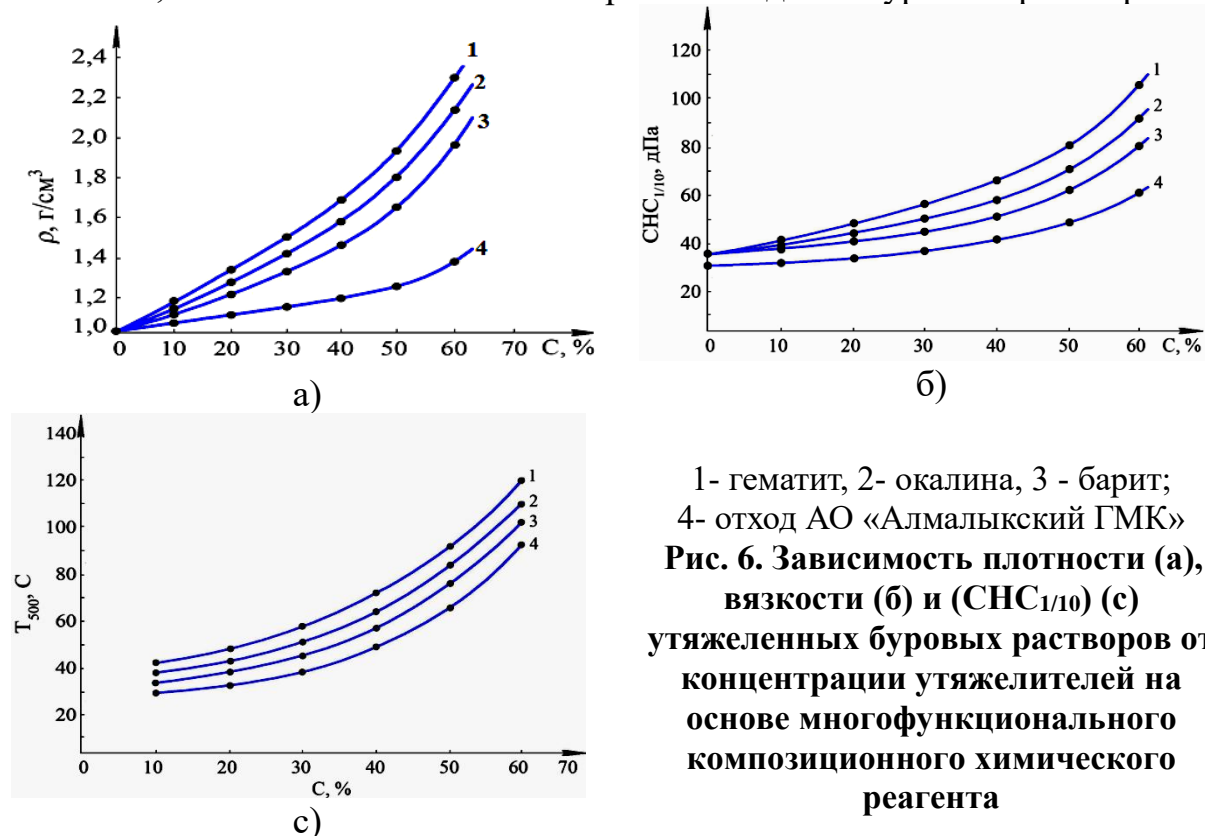 2,4
2,2
2,0
1,8
1,6
1,4
1,2
1,0
ρ, г/см³
0 10 20 30 40 50 60 70 С, %
1
2
3
4
а)
120
100
80
60
40
20
СНС1/10, дПа
0 10 20 30 40 50 60 С, %
1
2
3
4
б)
140
120
100
80
60
40
20
Т500, С
0 10 20 30 40 50 60 70
С, %
1
2
3
4
с)
1- гематит, 2- окалина, 3 - барит;
4- отход АО «Алмалыкский ГМК»
Рис. 6. Зависимость плотности (а),
вязкости (б) и (СНС1/10) (с)
утяжеленных буровых растворов от
концентрации утяжелителей на
основе многофункционального
композиционного химического
реагента